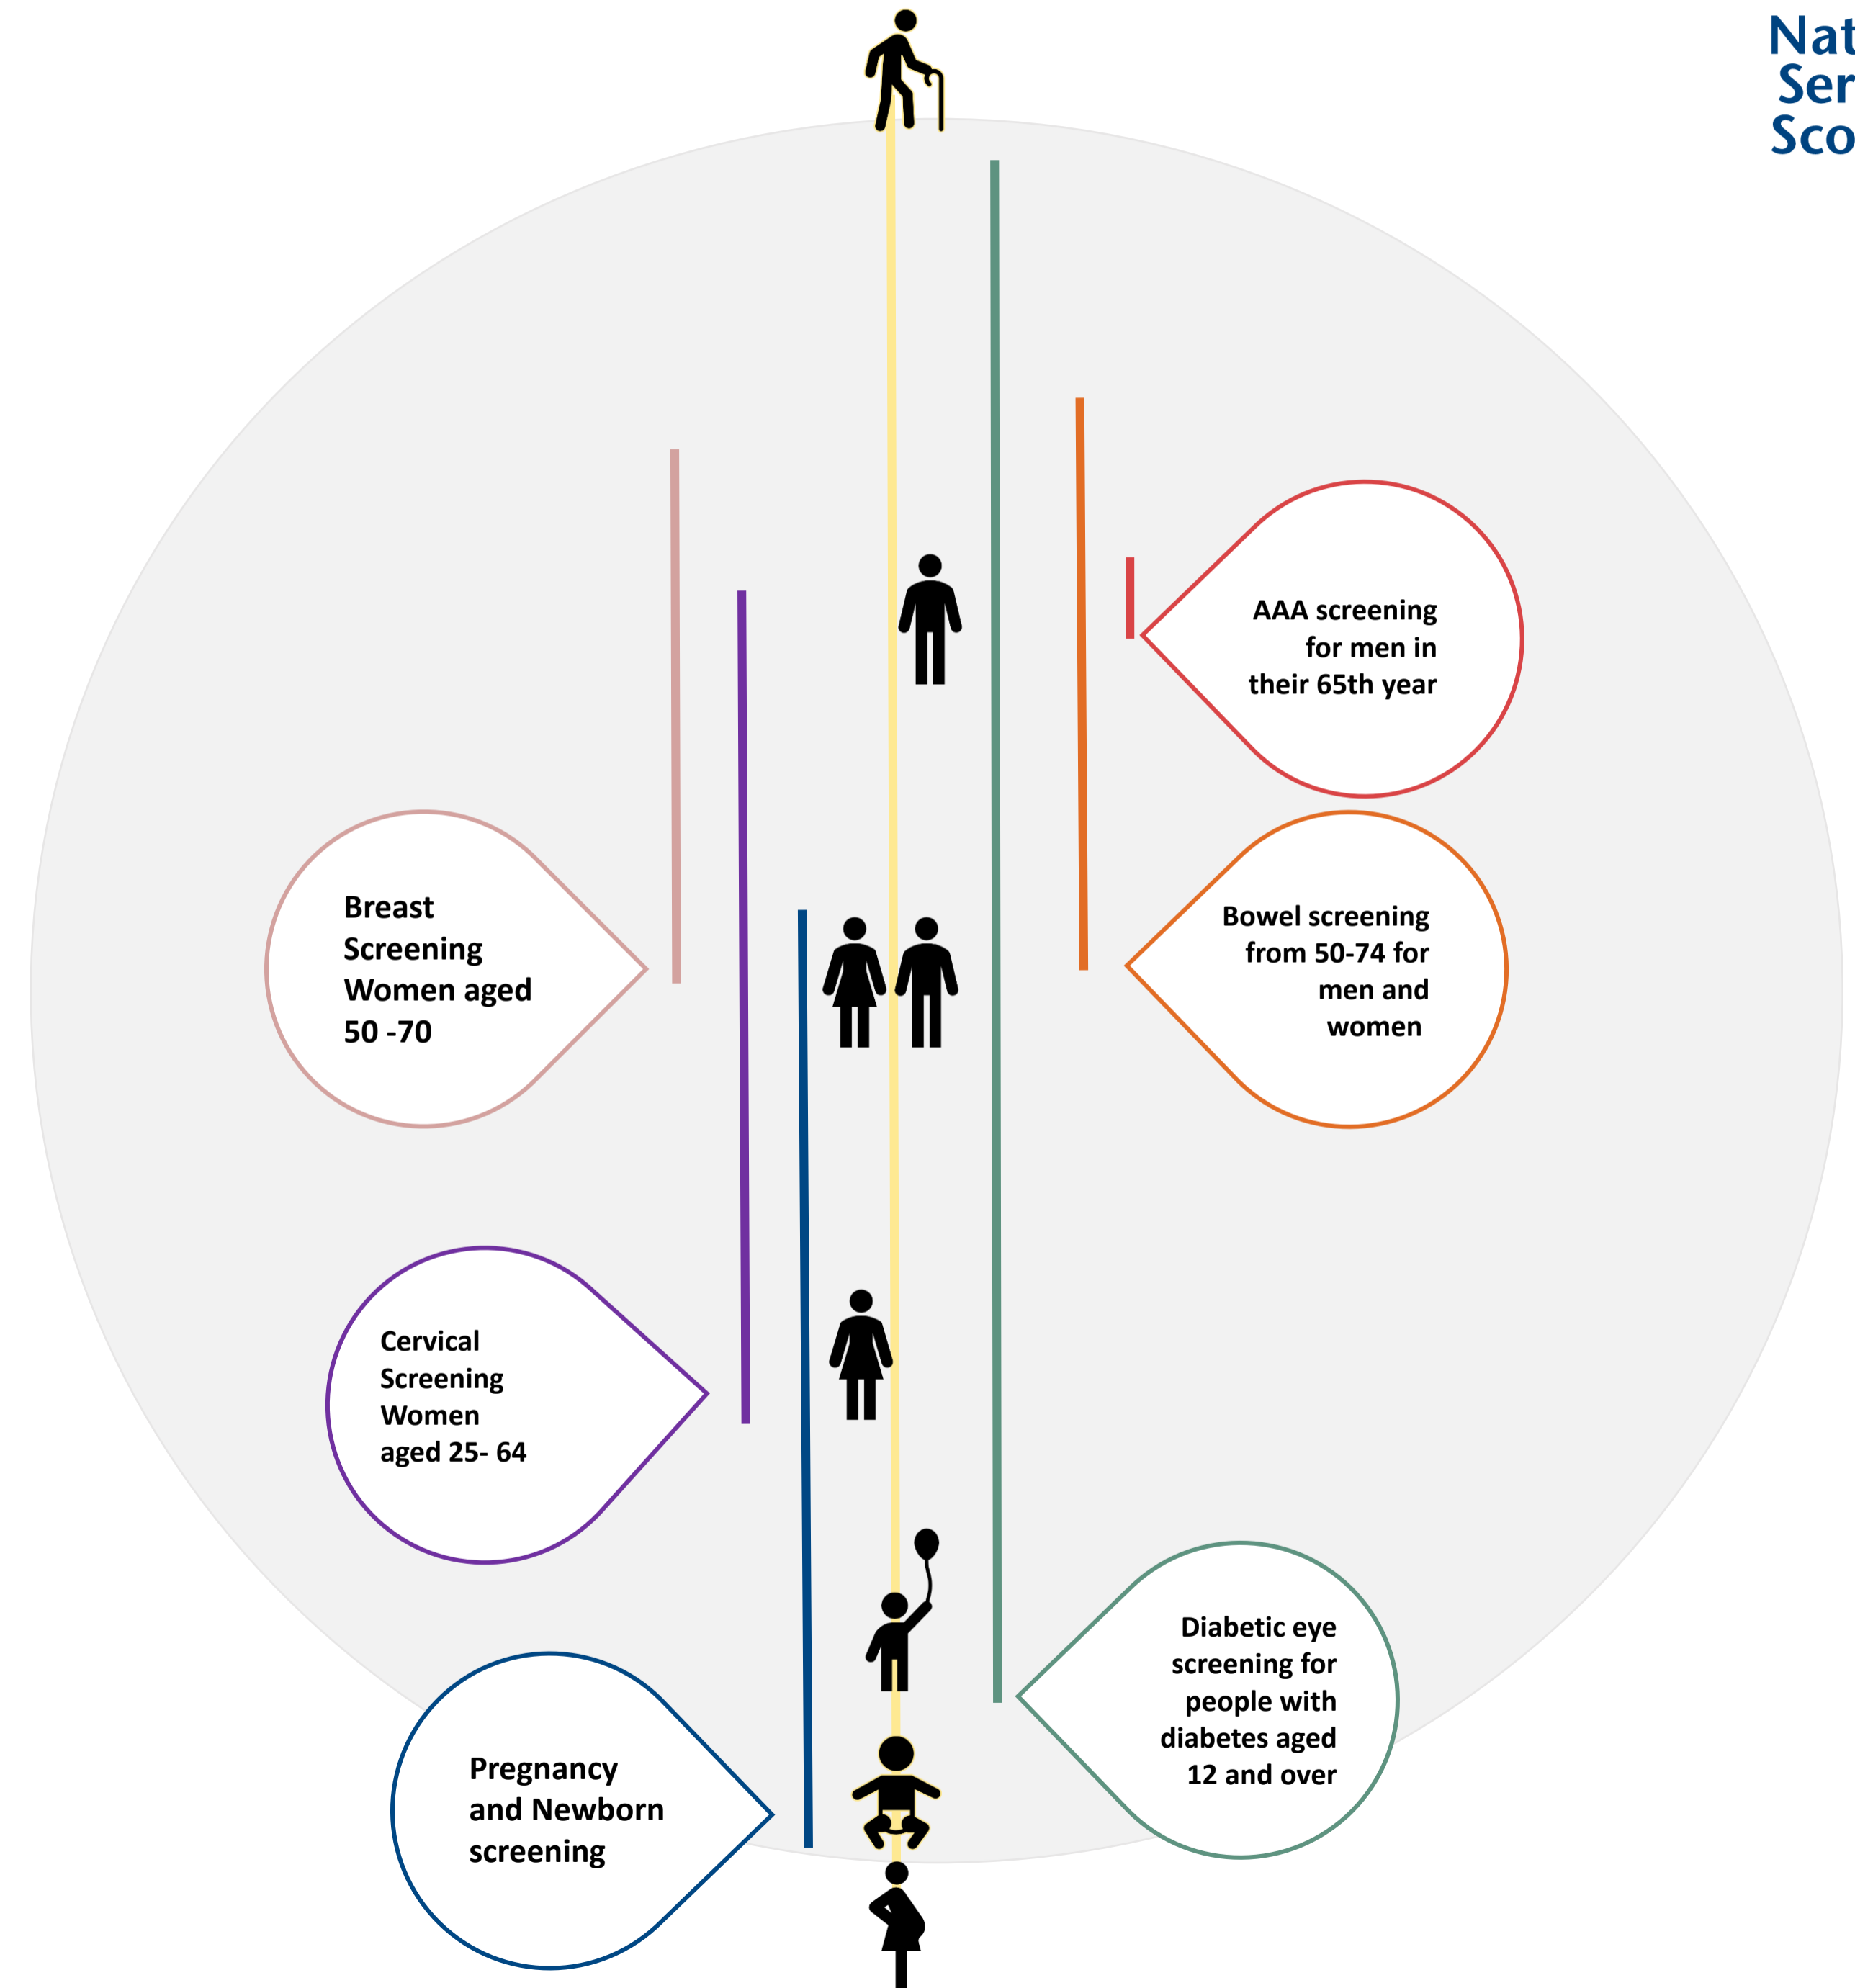 Nat
Ser
Sco
AAA screening
for men in
their 65th year
Breast
Screening
Women aged
50 -70
Bowel screening
from 50-74 for
men and
women
Cervical
Screening
Women
aged 25- 64
Diabetic eye
screening for
people with
diabetes aged
12 and over
Pregnancy
and Newborn
screening